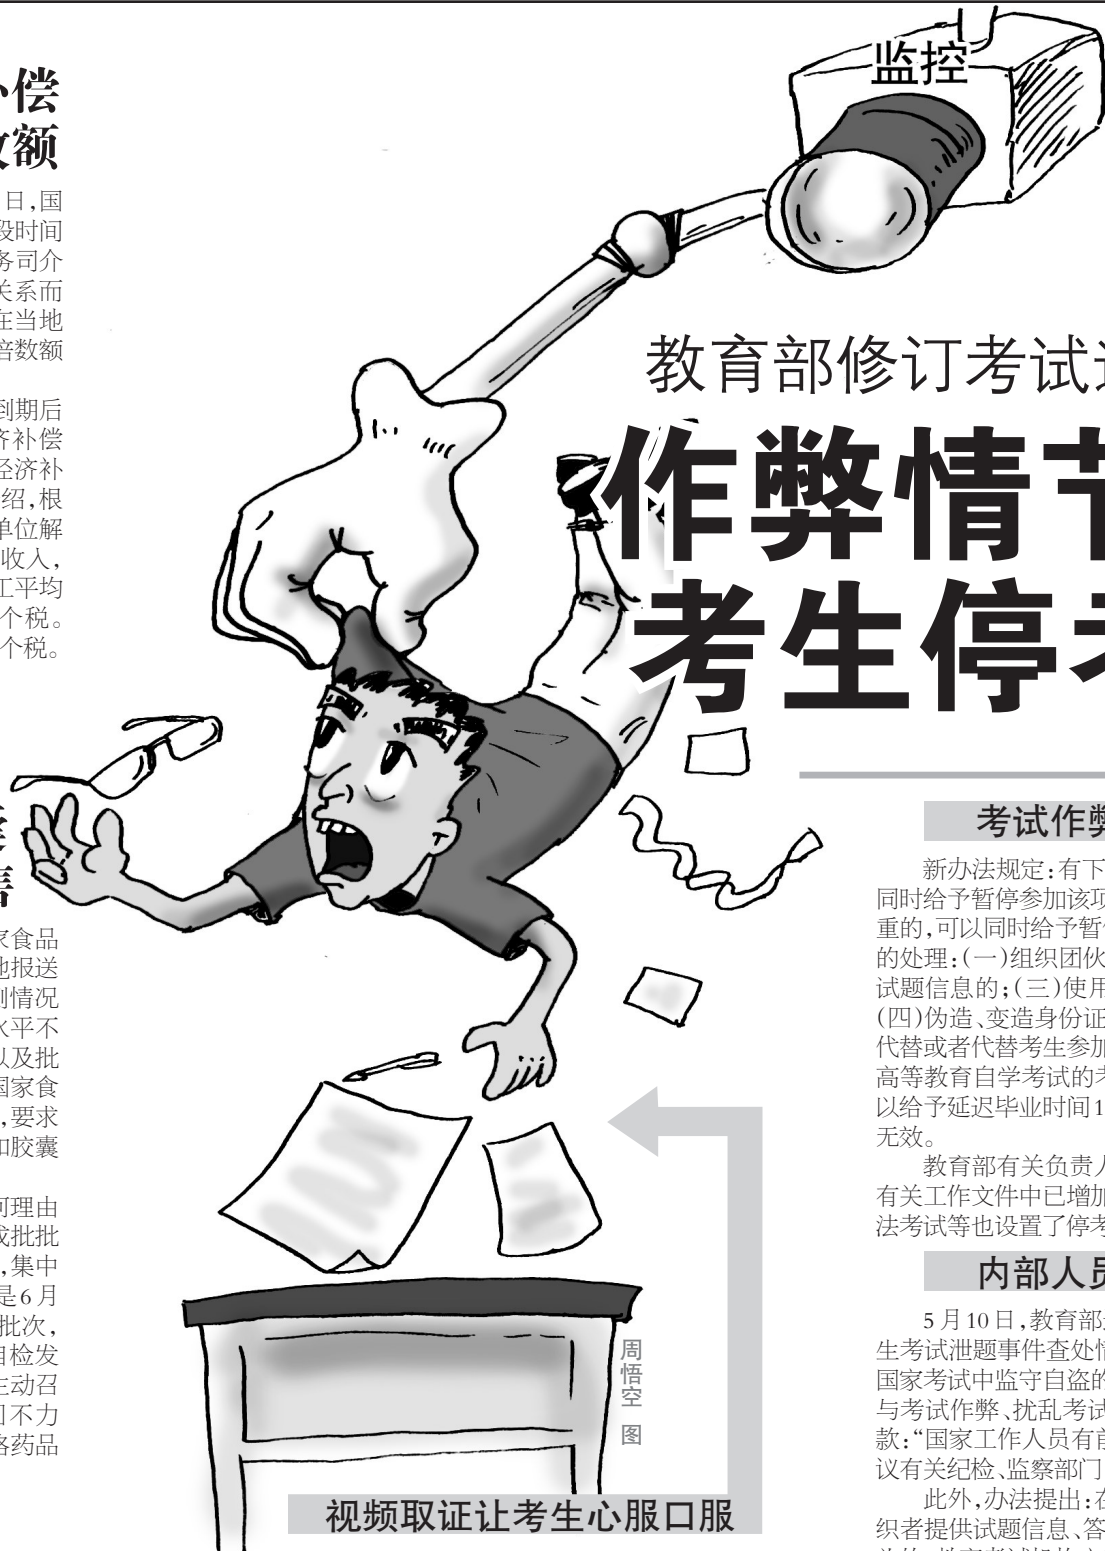 偿
额
日,国
段时间
务司介
关系而
在当地
倍数额
到期后
济补偿
经济补
绍,根
单位解
收入,
工平均
个税。
个税。
家食品
地报送
测情况
水平不
以及批
国家食
,要求
和胶囊
何理由
成批批
,集中
是6月
批次,
自检发
主动召
回不力
格药品
监控
教育部修订考试
作弊情节
考生停考
考试作弊
新办法规定:有下
同时给予暂停参加该项
重的,可以同时给予暂停
的处理:(一)组织团伙
试题信息的;(三)使用
(四)伪造、变造身份证
代替或者代替考生参加
高等教育自学考试的考
以给予延迟毕业时间1
无效。
教育部有关负责人
有关工作文件中已增加
法考试等也设置了停考
内部人员
5月10日,教育部
生考试泄题事件查处情
国家考试中监守自盗的
与考试作弊、扰乱考试
款:“国家工作人员有前
议有关纪检、监察部门
此外,办法提出:在
织者提供试题信息、答
周悟空 图
视频取证让考生心服口服